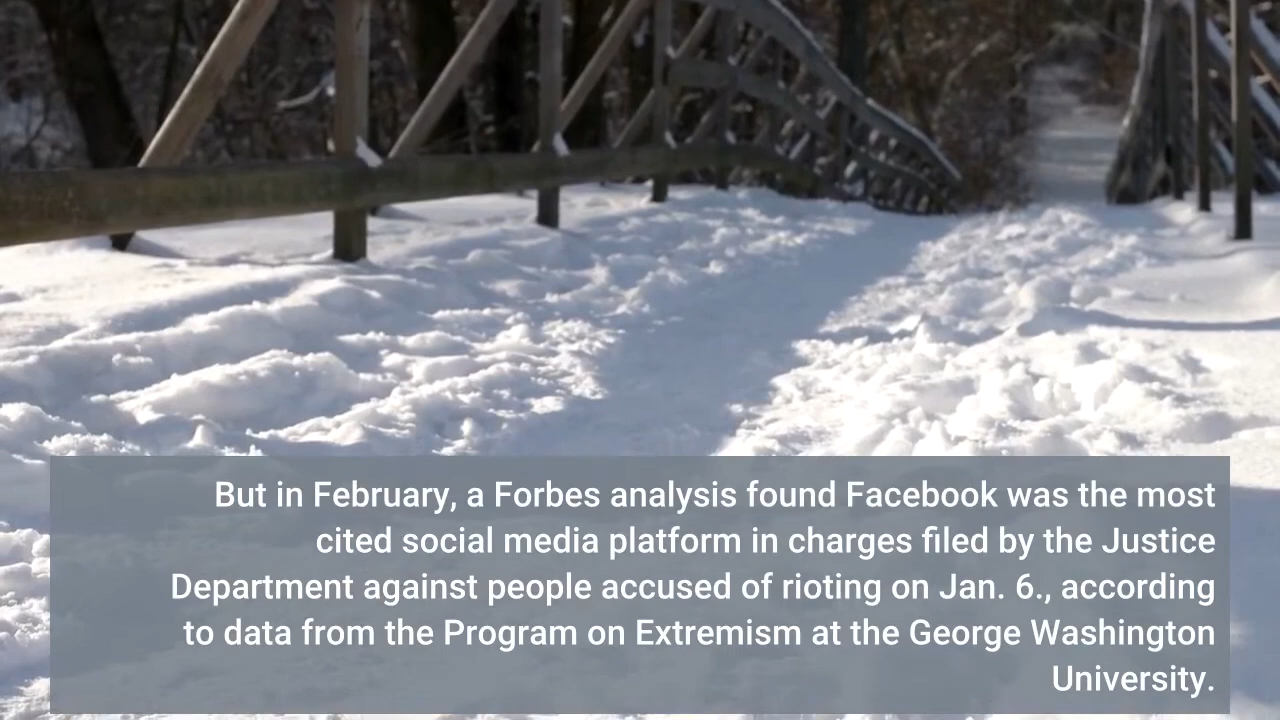 But in February, a Forbes analysis found Facebook was the most
cited social media platform in charges filed by the Justice
Department against people accused of rioting on Jan. 6., according
to data from the Program on Extremism at the George Washington
University.